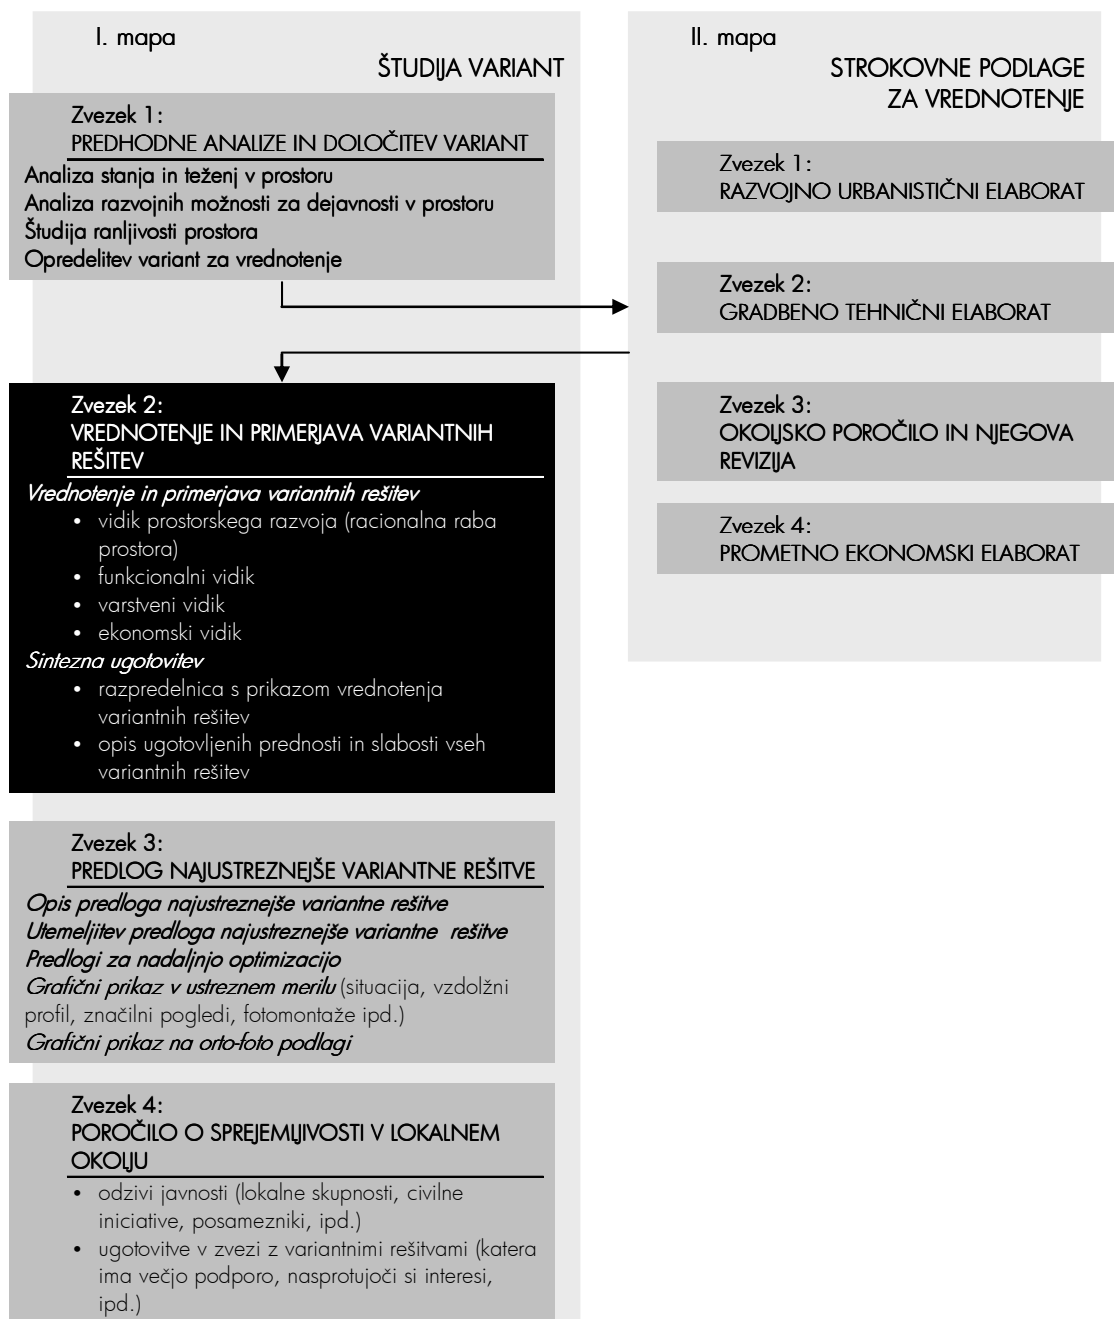 I. mapa
ŠTUDIJA VARIANT
Zvezek 1:
PREDHODNE ANALIZE IN DOLOČITEV VARIANT
Analiza stanja in teženj v prostoru
Analiza razvojnih možnosti za dejavnosti v prostoru
Študija ranljivosti prostora
Opredelitev variant za vrednotenje
Zvezek 2:
VREDNOTENJE IN PRIMERJAVA VARIANTNIH
REŠITEV
Vrednotenje in primerjava variantnih rešitev
• vidik prostorskega razvoja (racionalna raba
prostora)
• funkcionalni vidik
• varstveni vidik
• ekonomski vidik
Sintezna ugotovitev
• razpredelnica s prikazom vrednotenja
variantnih rešitev
• opis ugotovljenih prednosti in slabosti vseh
variantnih rešitev
Zvezek 3:
PREDLOG NAJUSTREZNEJŠE VARIANTNE REŠITVE
Opis predloga najustreznejše variantne rešitve
Utemeljitev predloga najustreznejše variantne rešitve
Predlogi za nadaljnjo optimizacijo
Grafični prikaz v ustreznem merilu (situacija, vzdolžni
profil, značilni pogledi, fotomontaže ipd.)
Grafični prikaz na orto-foto podlagi
Zvezek 4:
POROČILO O SPREJEMLJIVOSTI V LOKALNEM
OKOLJU
• odzivi javnosti (lokalne skupnosti, civilne
iniciative, posamezniki, ipd.)
• ugotovitve v zvezi z variantnimi rešitvami (katera
ima večjo podporo, nasprotujoči si interesi,
ipd.)
II. mapa
STROKOVNE PODLAGE
ZA VREDNOTENJE
Zvezek 1:
RAZVOJNO URBANISTIČNI ELABORAT
Zvezek 2:
GRADBENO TEHNIČNI ELABORAT
Zvezek 3:
OKOLJSKO POROČILO IN NJEGOVA
REVIZIJA
Zvezek 4:
PROMETNO EKONOMSKI ELABORAT